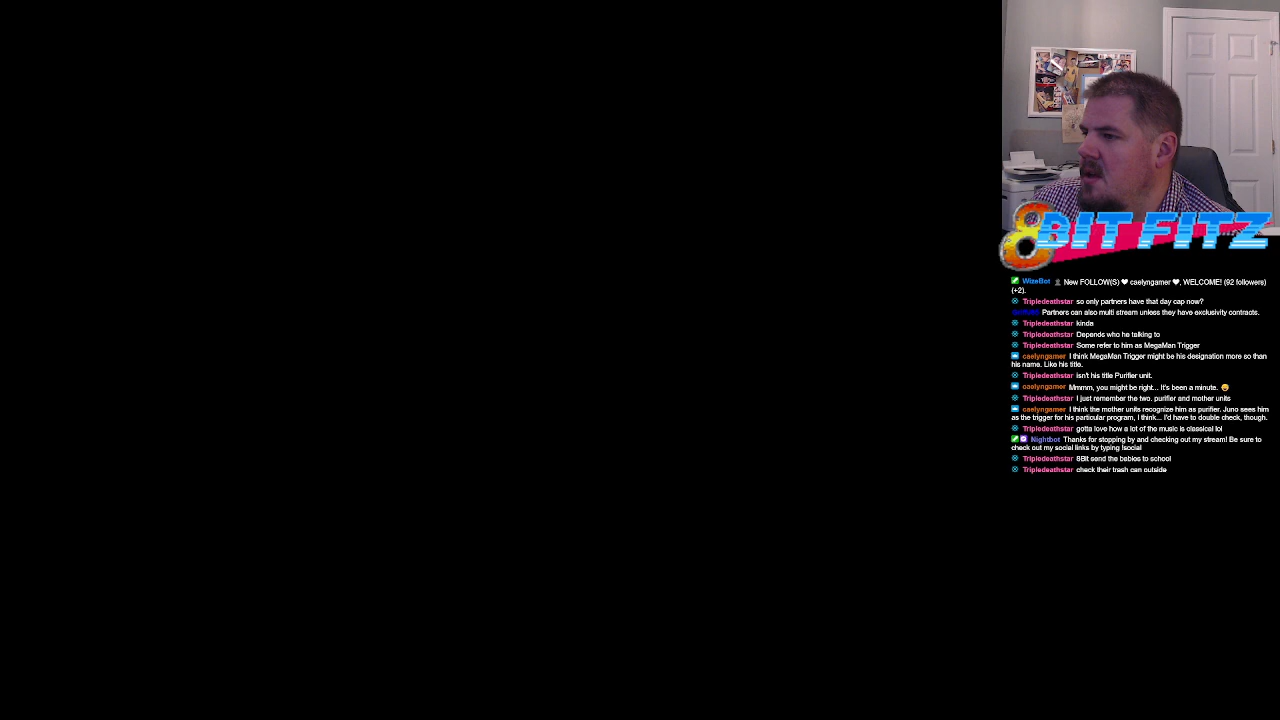 8BIT FITZ
WizeBot New FOLLOW(S) ♥ caelyngamer ♥, WELCOME! (92 followers)
(+2).
Tripledeathstar so only partners have that day cap now?
Partners can also multi stream unless they have exclusivity contracts.
Tripledeathstar kinda
Tripledeathstar Depends who he talking to
Tripledeathstar Some refer to him as MegaMan Trigger
caelyngamer I think MegaMan Trigger might be his designation more so than
his name. Like his title.
Tripledeathstar isn't his title Purifier unit.
caelyngamer Mmmm, you might be right... It's been a minute. 😅
Tripledeathstar I just remember the two. purifier and mother units
caelyngamer I think the mother units recognize him as purifier. Juno sees him
as the trigger for his particular program, I think... I'd have to double check, though.
Tripledeathstar gotta love how a lot of the music is classical lol
Nightbot Thanks for stopping by and checking out my stream! Be sure to
check out my social links by typing !social
Tripledeathstar 8Bit send the babies to school
Tripledeathstar check their trash can outside